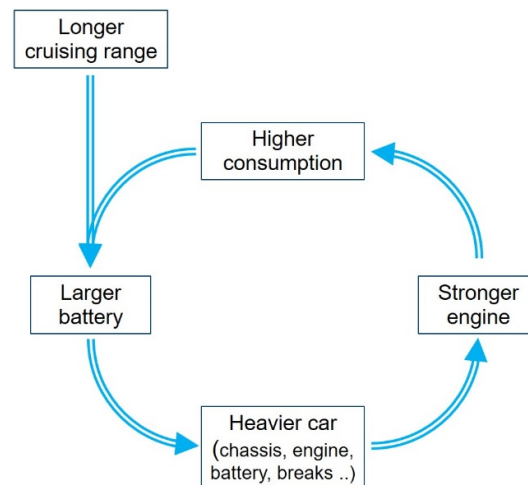 Longer
cruising range
Higher
consumption
Larger
battery
Stronger
engine
Heavier car
(chassis, engine,
battery, breaks ..)